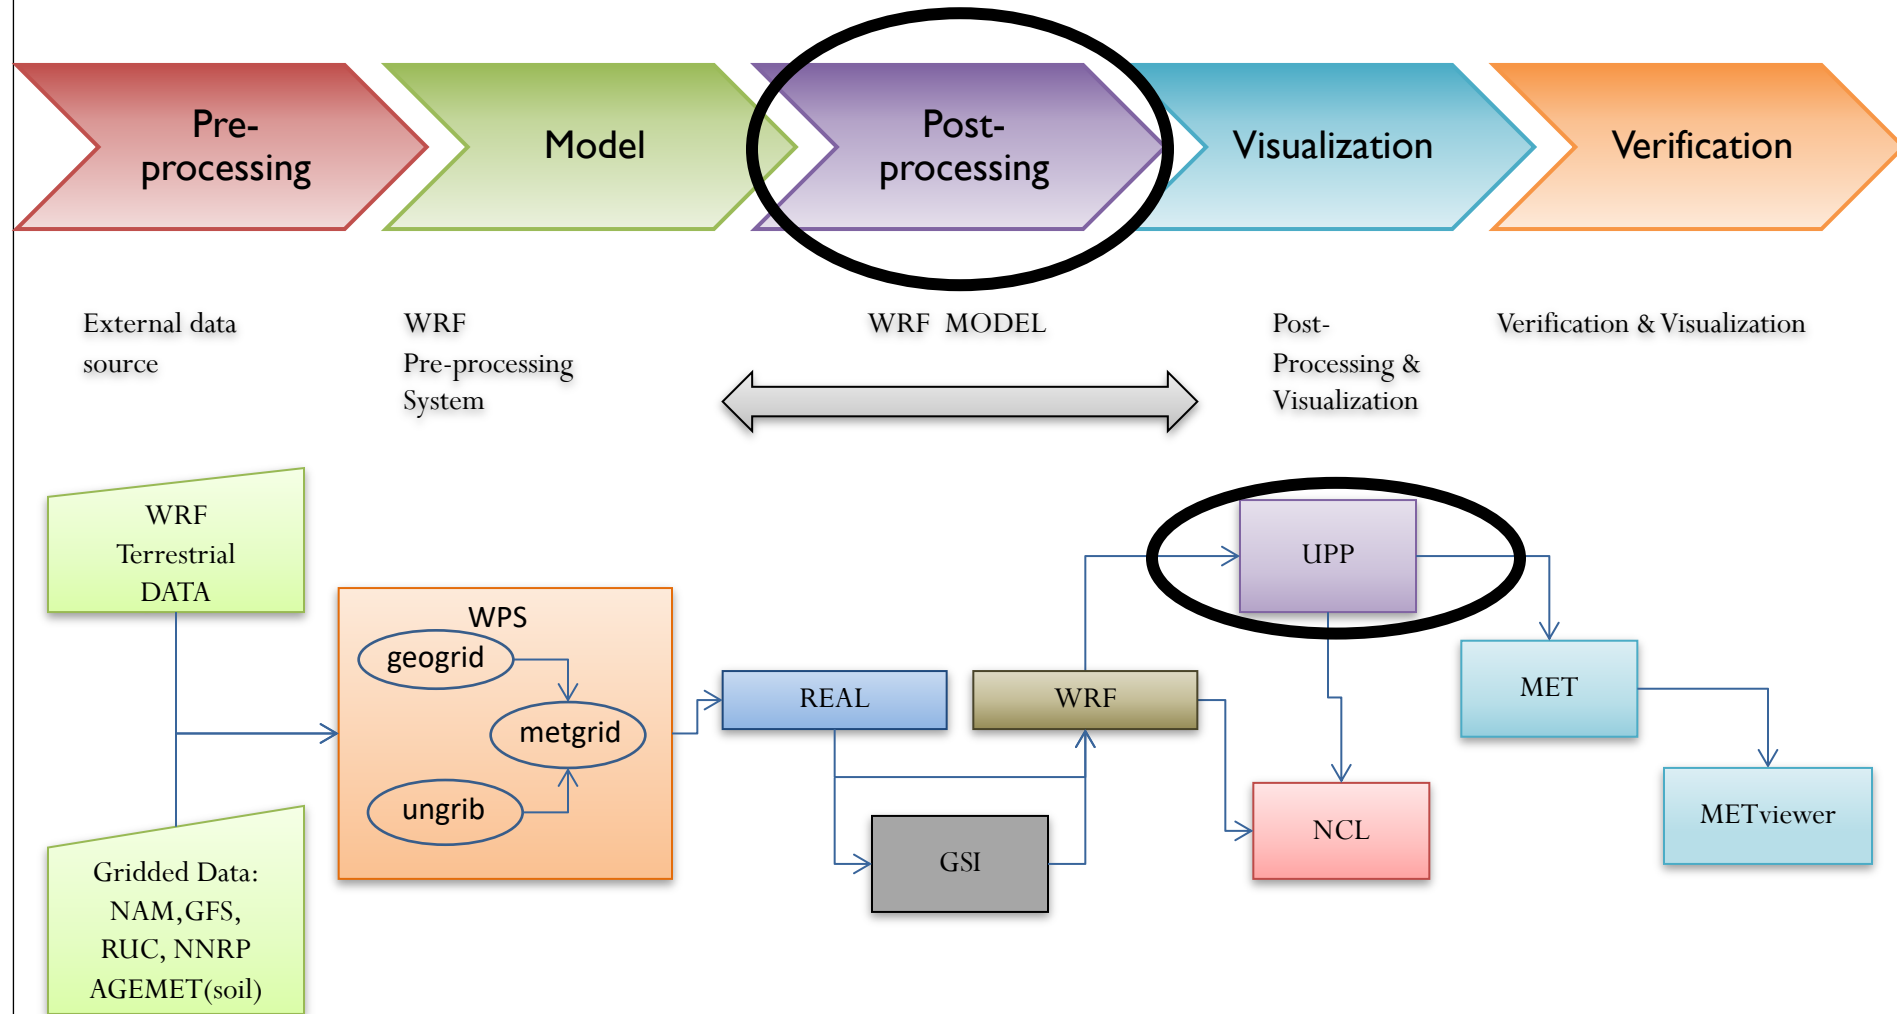 Pre-
processing
Model
Post-
processing
Visualization
Verification
External data
source
WRF
Pre-processing
System
WRF MODEL
Post-
Processing &
Visualization
Verification & Visualization
WRF
Terrestrial
DATA
WPS
geogrid
metgrid
ungrib
REAL
WRF
UPP
MET
METviewer
NCL
GSI
Gridded Data:
NAM,GFS,
RUC, NNRP
AGEMET(soil)